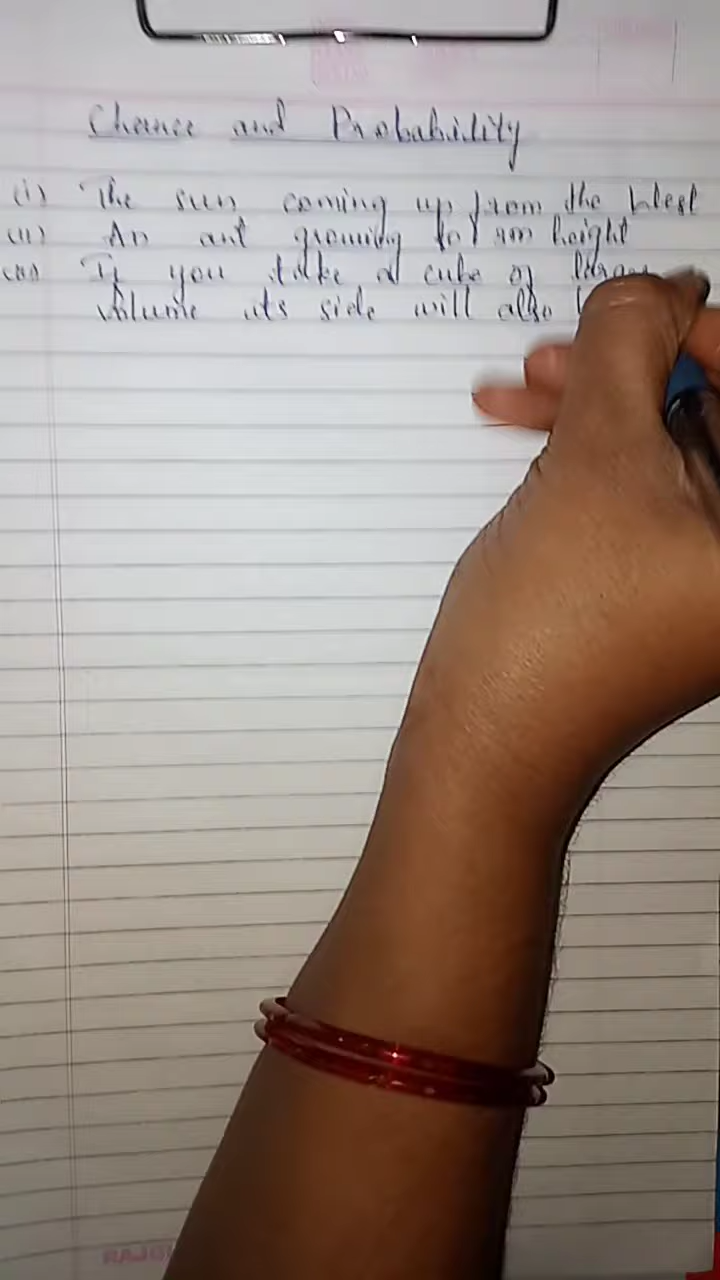 Chance and Probability
(i) The sun coming up from the West
(ii) An ant growing to 1 m height
(iii) If you take a cube of larger
volume its side will also